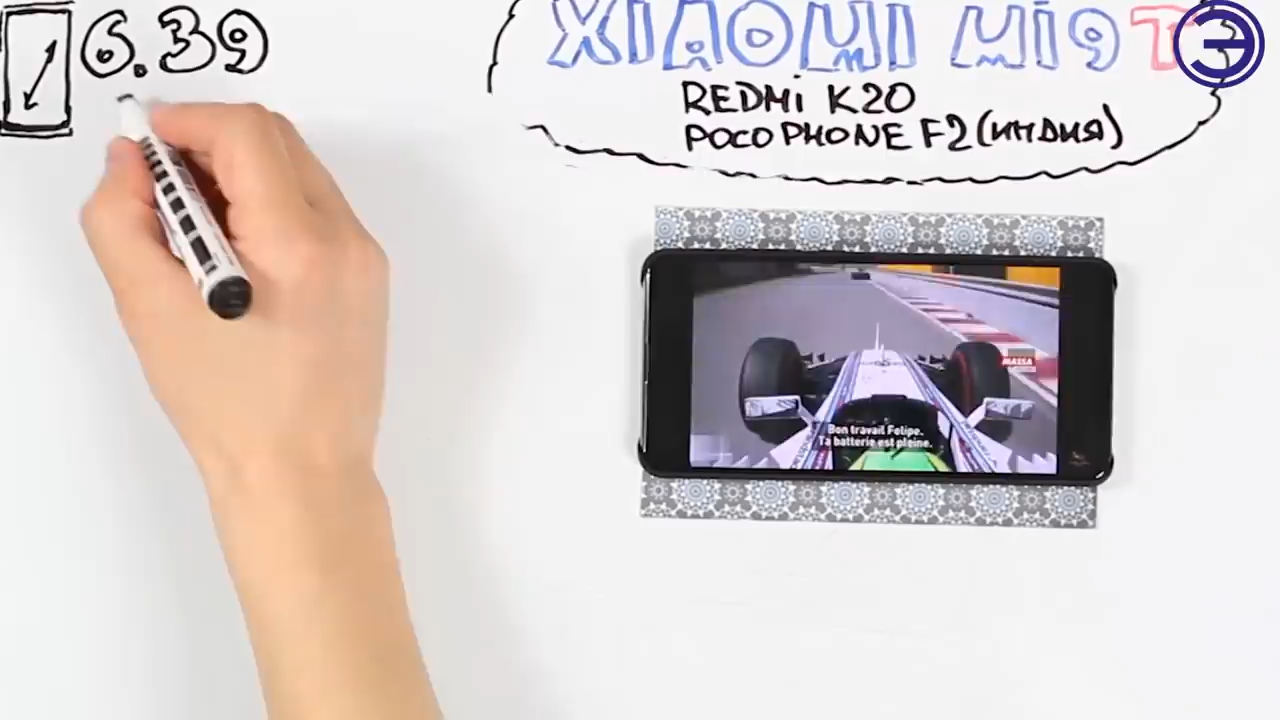 6.39
XIAOMI Mi9T
REDMi K20
POCOPHONE F2 (индия)
MASSA
Bon travail Felipe.
Ta batterie est pleine.